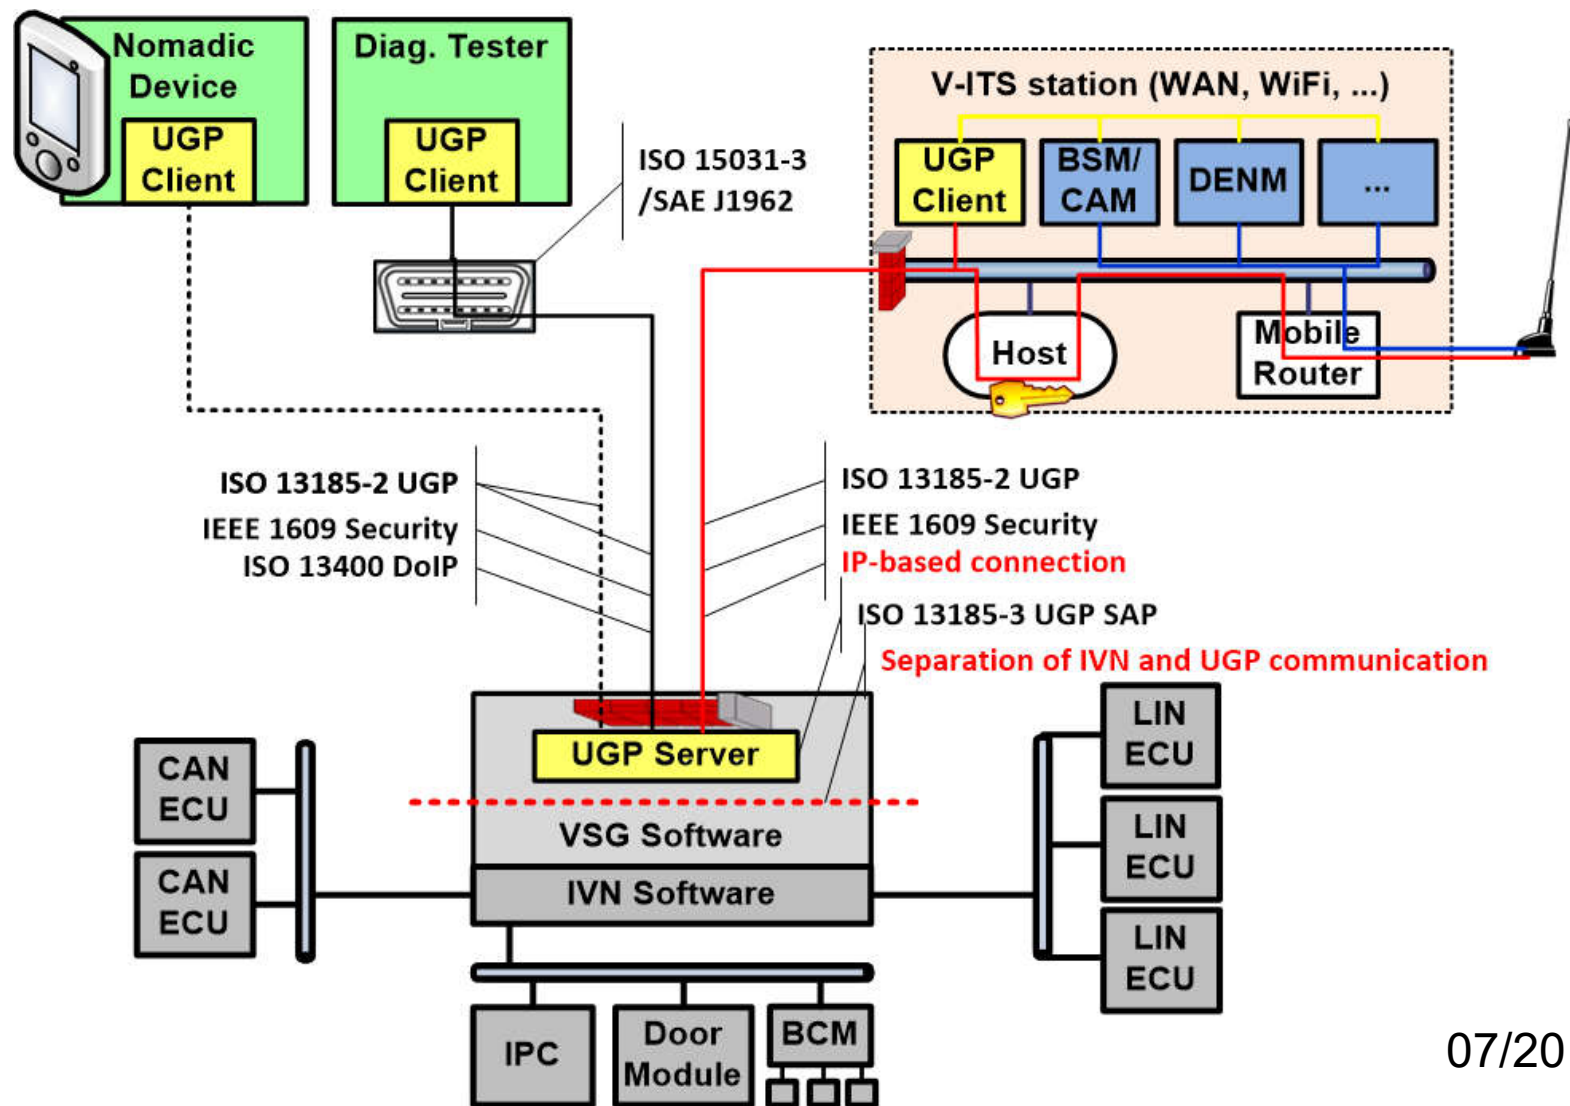 Nomadic
Device
UGP
Client
Diag. Tester
UGP
Client
ISO 15031-3
/SAE J1962
V-ITS station (WAN, WiFi, ...)
UGP
Client
BSM/
CAM
DENM
...
Host
Mobile
Router
ISO 13185-2 UGP
IEEE 1609 Security
ISO 13400 DoIP
ISO 13185-2 UGP
IEEE 1609 Security
IP-based connection
ISO 13185-3 UGP SAP
Separation of IVN and UGP communication
UGP Server
VSG Software
IVN Software
CAN
ECU
CAN
ECU
LIN
ECU
LIN
ECU
LIN
ECU
IPC
Door
Module
BCM
07/20